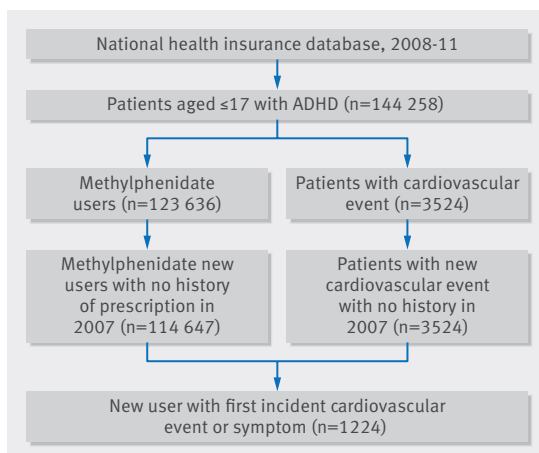 National health insurance database, 2008-11
Patients aged ≤17 with ADHD (n=144 258)
Methylphenidate
users (n=123 636)
Patients with cardiovascular
event (n=3524)
Methylphenidate new
users with no history
of prescription in
2007 (n=114 647)
Patients with new
cardiovascular event
with no history in
2007 (n=3524)
New user with first incident cardiovascular
event or symptom (n=1224)